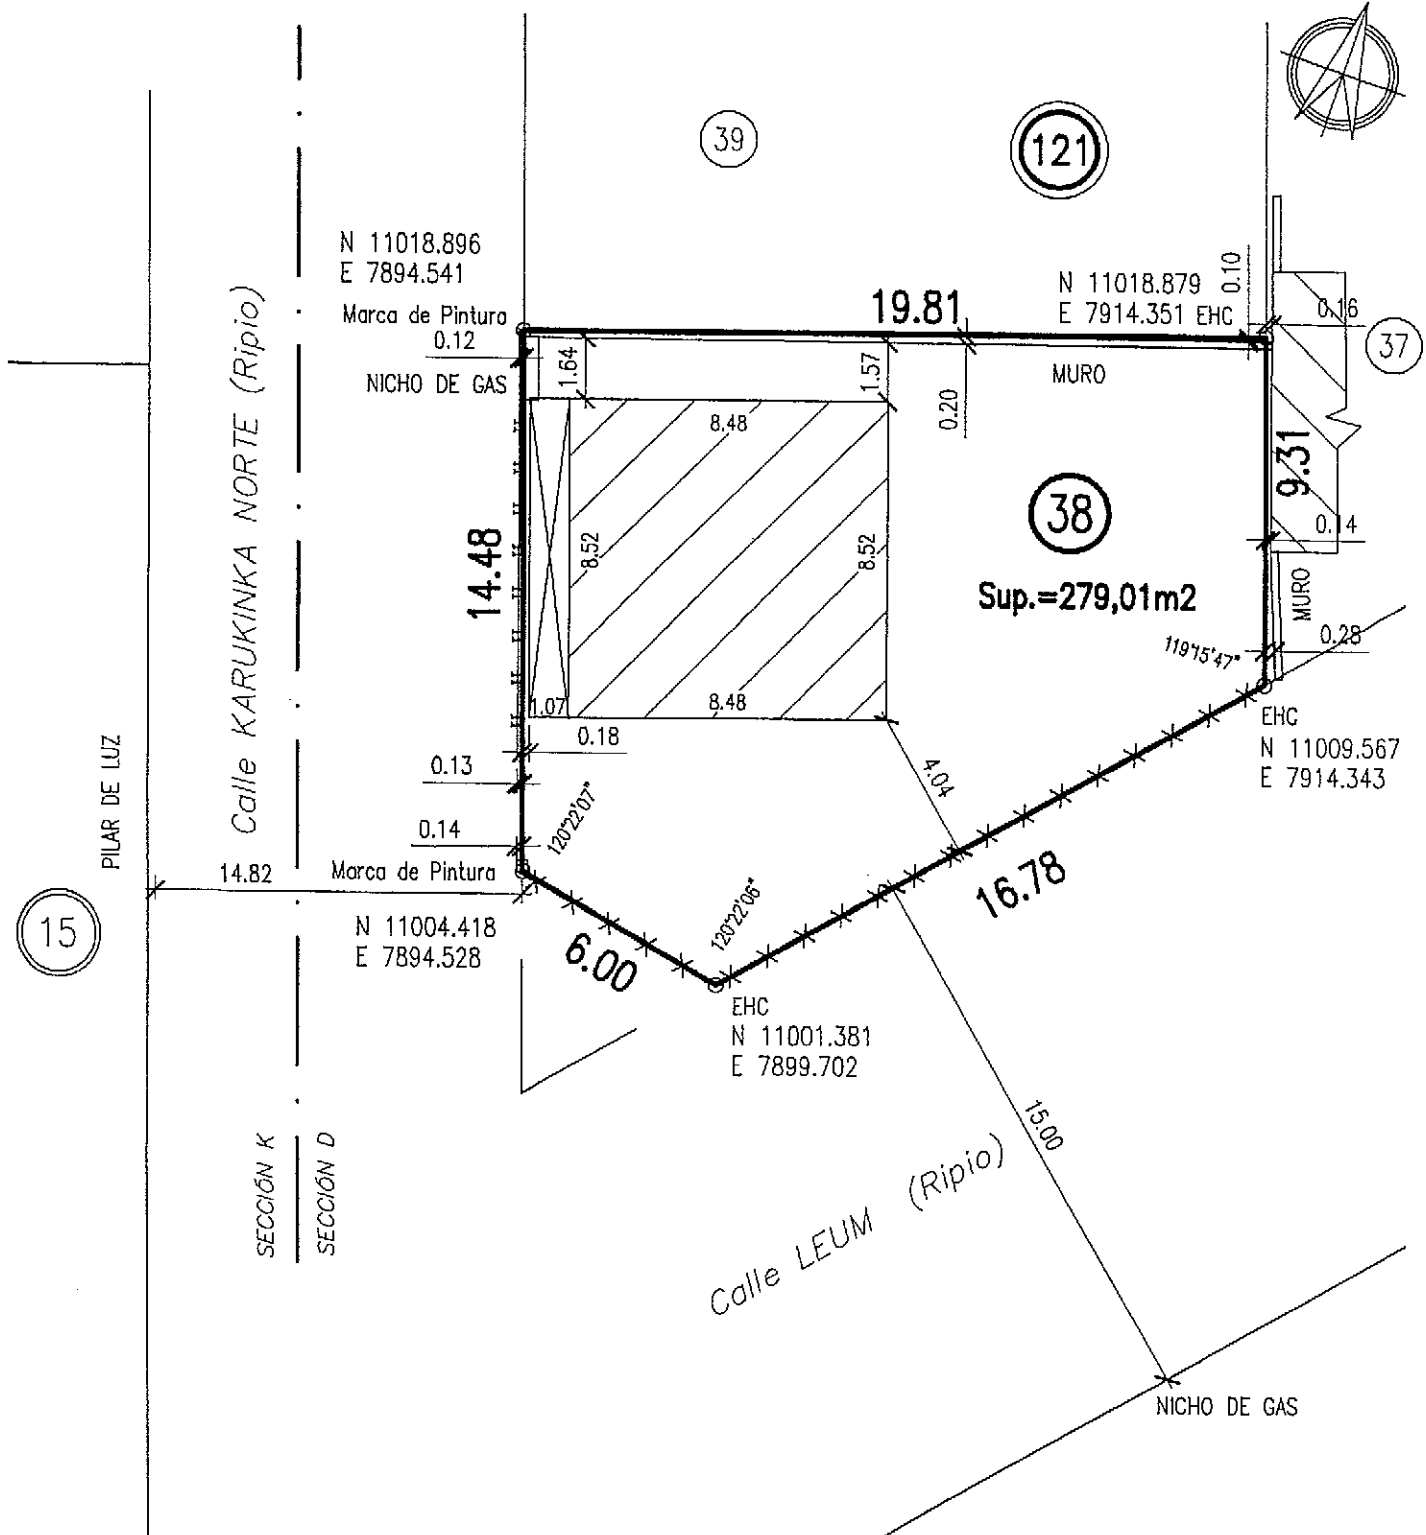 39
121
N 11018.896
E 7894.541
Marca de Pintura
0.12
NICHO DE GAS
19.81
N 11018.879
E 7914.351 EHC
0.10
0.16
37
MURO
1.64
1.57
0.20
8.48
9.31
38
0.14
Sup.=279,01m2
MURO
0.28
119°15'47"
Calle KARUKINKA NORTE (Ripio)
14.48
8.52
8.52
1.07
8.48
0.18
0.13
0.14
120°22'07"
EHC
N 11009.567
E 7914.343
4.04
PILAR DE LUZ
14.82
Marca de Pintura
15
N 11004.418
E 7894.528
6.00
120°22'06"
16.78
EHC
N 11001.381
E 7899.702
15.00
SECCIÓN K
SECCIÓN D
Calle LEUM (Ripio)
NICHO DE GAS